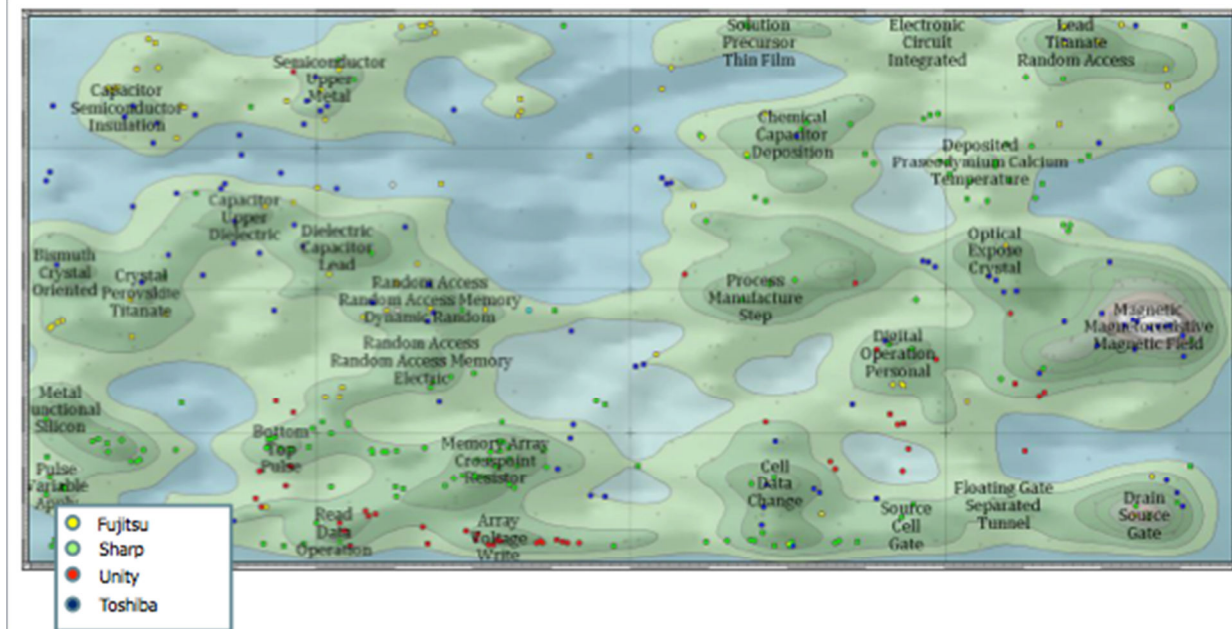 Solution
Precursor
Thin Film
Electronic
Circuit
Integrated
Lead
Titanate
Random Access
Semiconductor
Upper
Metal
Capacitor
Semiconductor
Insulation
Chemical
Capacitor
Deposition
Deposited
Praseodymium Calcium
Temperature
Capacitor
Upper
Dielectric
Dielectric
Capacitor
Lead
Optical
Expose
Crystal
Bismuth
Crystal
Oriented
Crystal
Perovskite
Titanate
Random Access
Random Access Memory
Dynamic Random
Process
Manufacture
Step
Magnetic
Magnetoresistive
Magnetic Field
Random Access
Random Access Memory
Electric
Digital
Operation
Personal
Metal
unctional
Silicon
Bottom
Top
Pulse
Memory Array
Crosspoint
Resistor
Pulse
Variable
Apply
Cell
Data
Change
Floating Gate
Separated
Tunnel
Drain
Source
Gate
Source
Cell
Gate
Read
Data
Operation
Array
Voltage
Write
Fujitsu
Sharp
Unity
Toshiba